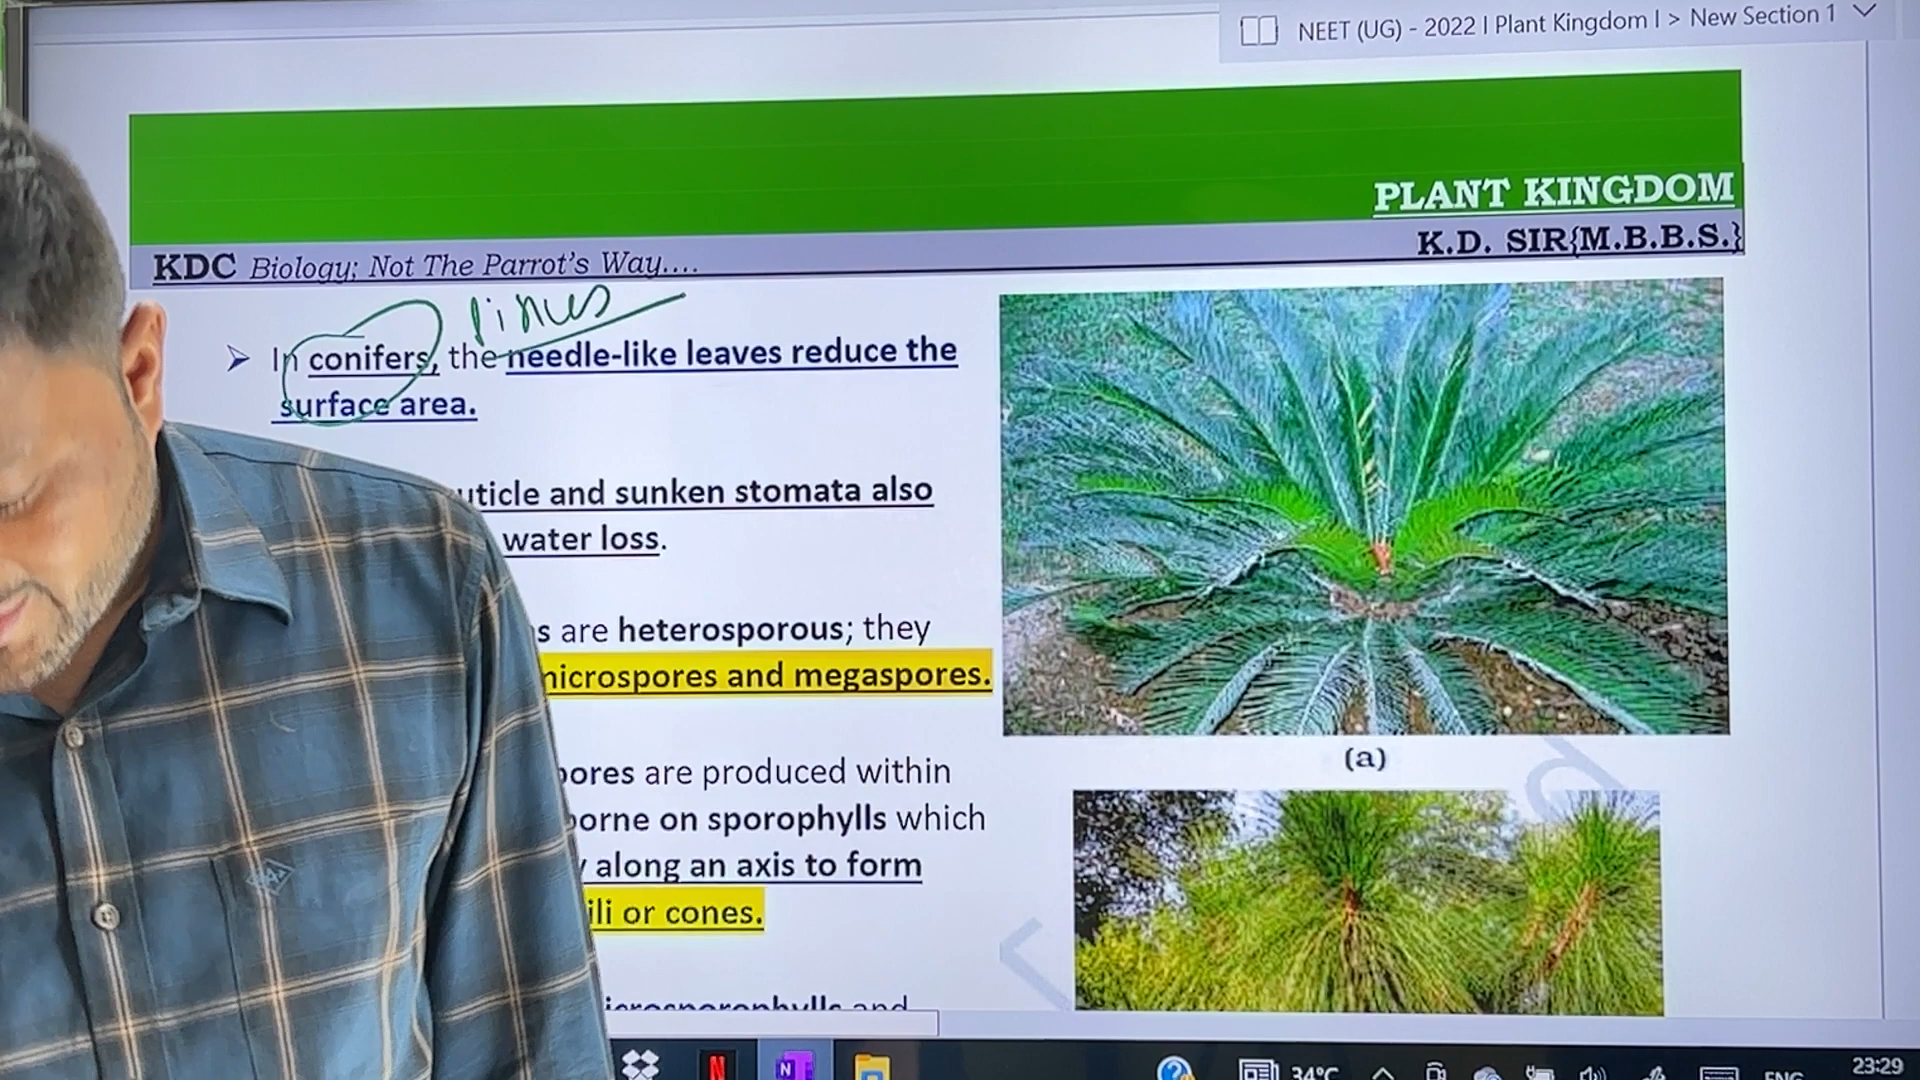 NEET (UG) - 2022 | Plant Kingdom I > New Section 1
PLANT KINGDOM
K.D. SIR{M.B.B.S.}
KDC Biology; Not The Parrot's Way....
Pinus
In conifers, the needle-like leaves reduce the
surface area.
uticle and sunken stomata also
water loss.
s are heterosporous; they
microspores and megaspores.
pores are produced within
borne on sporophylls which
along an axis to form
ili or cones.
icrosporophylls and
(a)
N
N
34°C
ENG
23:29